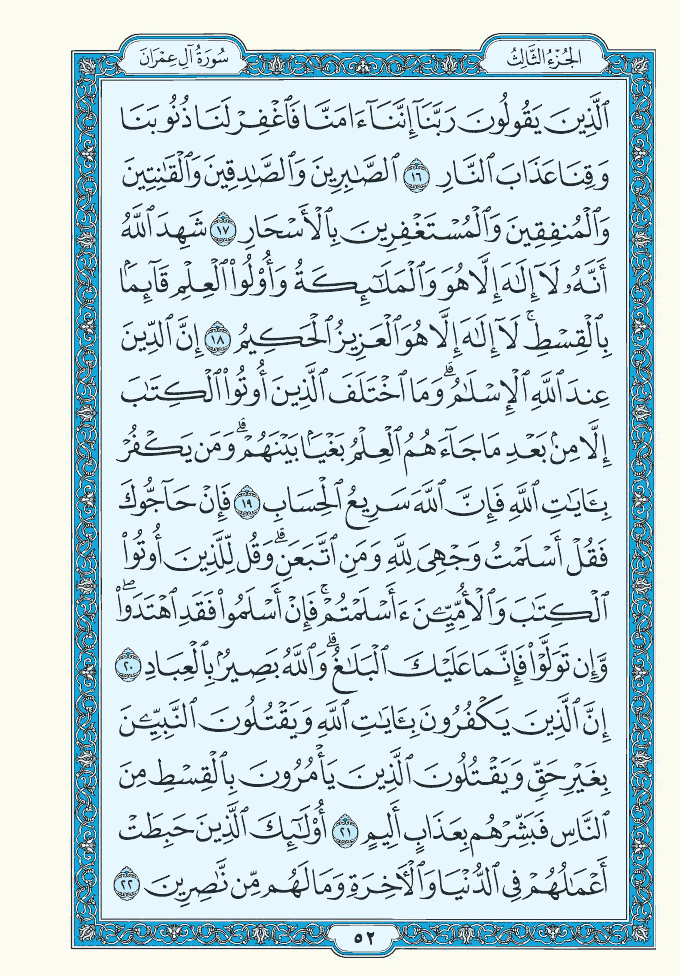 سُورَةُ آلِ عِمْرَانَ
الجُزْءُ الثَّالِثُ
ٱلَّذِينَ يَقُولُونَ رَبَّنَآ إِنَّنَآ ءَامَنَّا فَٱغْفِرْ لَنَا ذُنُوبَنَا
وَقِنَا عَذَابَ ٱلنَّارِ ١٦ ٱلصَّـٰبِرِينَ وَٱلصَّـٰدِقِينَ وَٱلْقَـٰنِتِينَ
وَٱلْمُنفِقِينَ وَٱلْمُسْتَغْفِرِينَ بِٱلْأَسْحَارِ ١٧ شَهِدَ ٱللَّهُ
أَنَّهُۥ لَآ إِلَـٰهَ إِلَّا هُوَ وَٱلْمَلَـٰٓئِكَةُ وَأُو۟لُوا۟ ٱلْعِلْمِ قَآئِمًۢا
بِٱلْقِسْطِ ۚ لَآ إِلَـٰهَ إِلَّا هُوَ ٱلْعَزِيزُ ٱلْحَكِيمُ ١٨ إِنَّ ٱلدِّينَ
عِندَ ٱللَّهِ ٱلْإِسْلَـٰمُ ۗ وَمَا ٱخْتَلَفَ ٱلَّذِينَ أُوتُوا۟ ٱلْكِتَـٰبَ
إِلَّا مِنۢ بَعْدِ مَا جَآءَهُمُ ٱلْعِلْمُ بَغْيًۢا بَيْنَهُمْ ۗ وَمَن يَكْفُرْ
بِـَٔايَـٰتِ ٱللَّهِ فَإِنَّ ٱللَّهَ سَرِيعُ ٱلْحِسَابِ ١٩ فَإِنْ حَآجُّوكَ
فَقُلْ أَسْلَمْتُ وَجْهِىَ لِلَّهِ وَمَنِ ٱتَّبَعَنِ ۗ وَقُل لِّلَّذِينَ أُوتُوا۟
ٱلْكِتَـٰبَ وَٱلْأُمِّيِّـۧنَ ءَأَسْلَمْتُمْ ۚ فَإِنْ أَسْلَمُوا۟ فَقَدِ ٱهْتَدَوا۟ ۖ
وَّإِن تَوَلَّوْا۟ فَإِنَّمَا عَلَيْكَ ٱلْبَلَـٰغُ ۗ وَٱللَّهُ بَصِيرٌۢ بِٱلْعِبَادِ ٢٠
إِنَّ ٱلَّذِينَ يَكْفُرُونَ بِـَٔايَـٰتِ ٱللَّهِ وَيَقْتُلُونَ ٱلنَّبِيِّـۧنَ
بِغَيْرِ حَقٍّ وَيَقْتُلُونَ ٱلَّذِينَ يَأْمُرُونَ بِٱلْقِسْطِ مِنَ
ٱلنَّاسِ فَبَشِّرْهُم بِعَذَابٍ أَلِيمٍ ٢١ أُو۟لَـٰٓئِكَ ٱلَّذِينَ حَبِطَتْ
أَعْمَـٰلُهُمْ فِى ٱلدُّنْيَا وَٱلْـَٔاخِرَةِ وَمَا لَهُم مِّن نَّـٰصِرِينَ ٢٢
٥٢